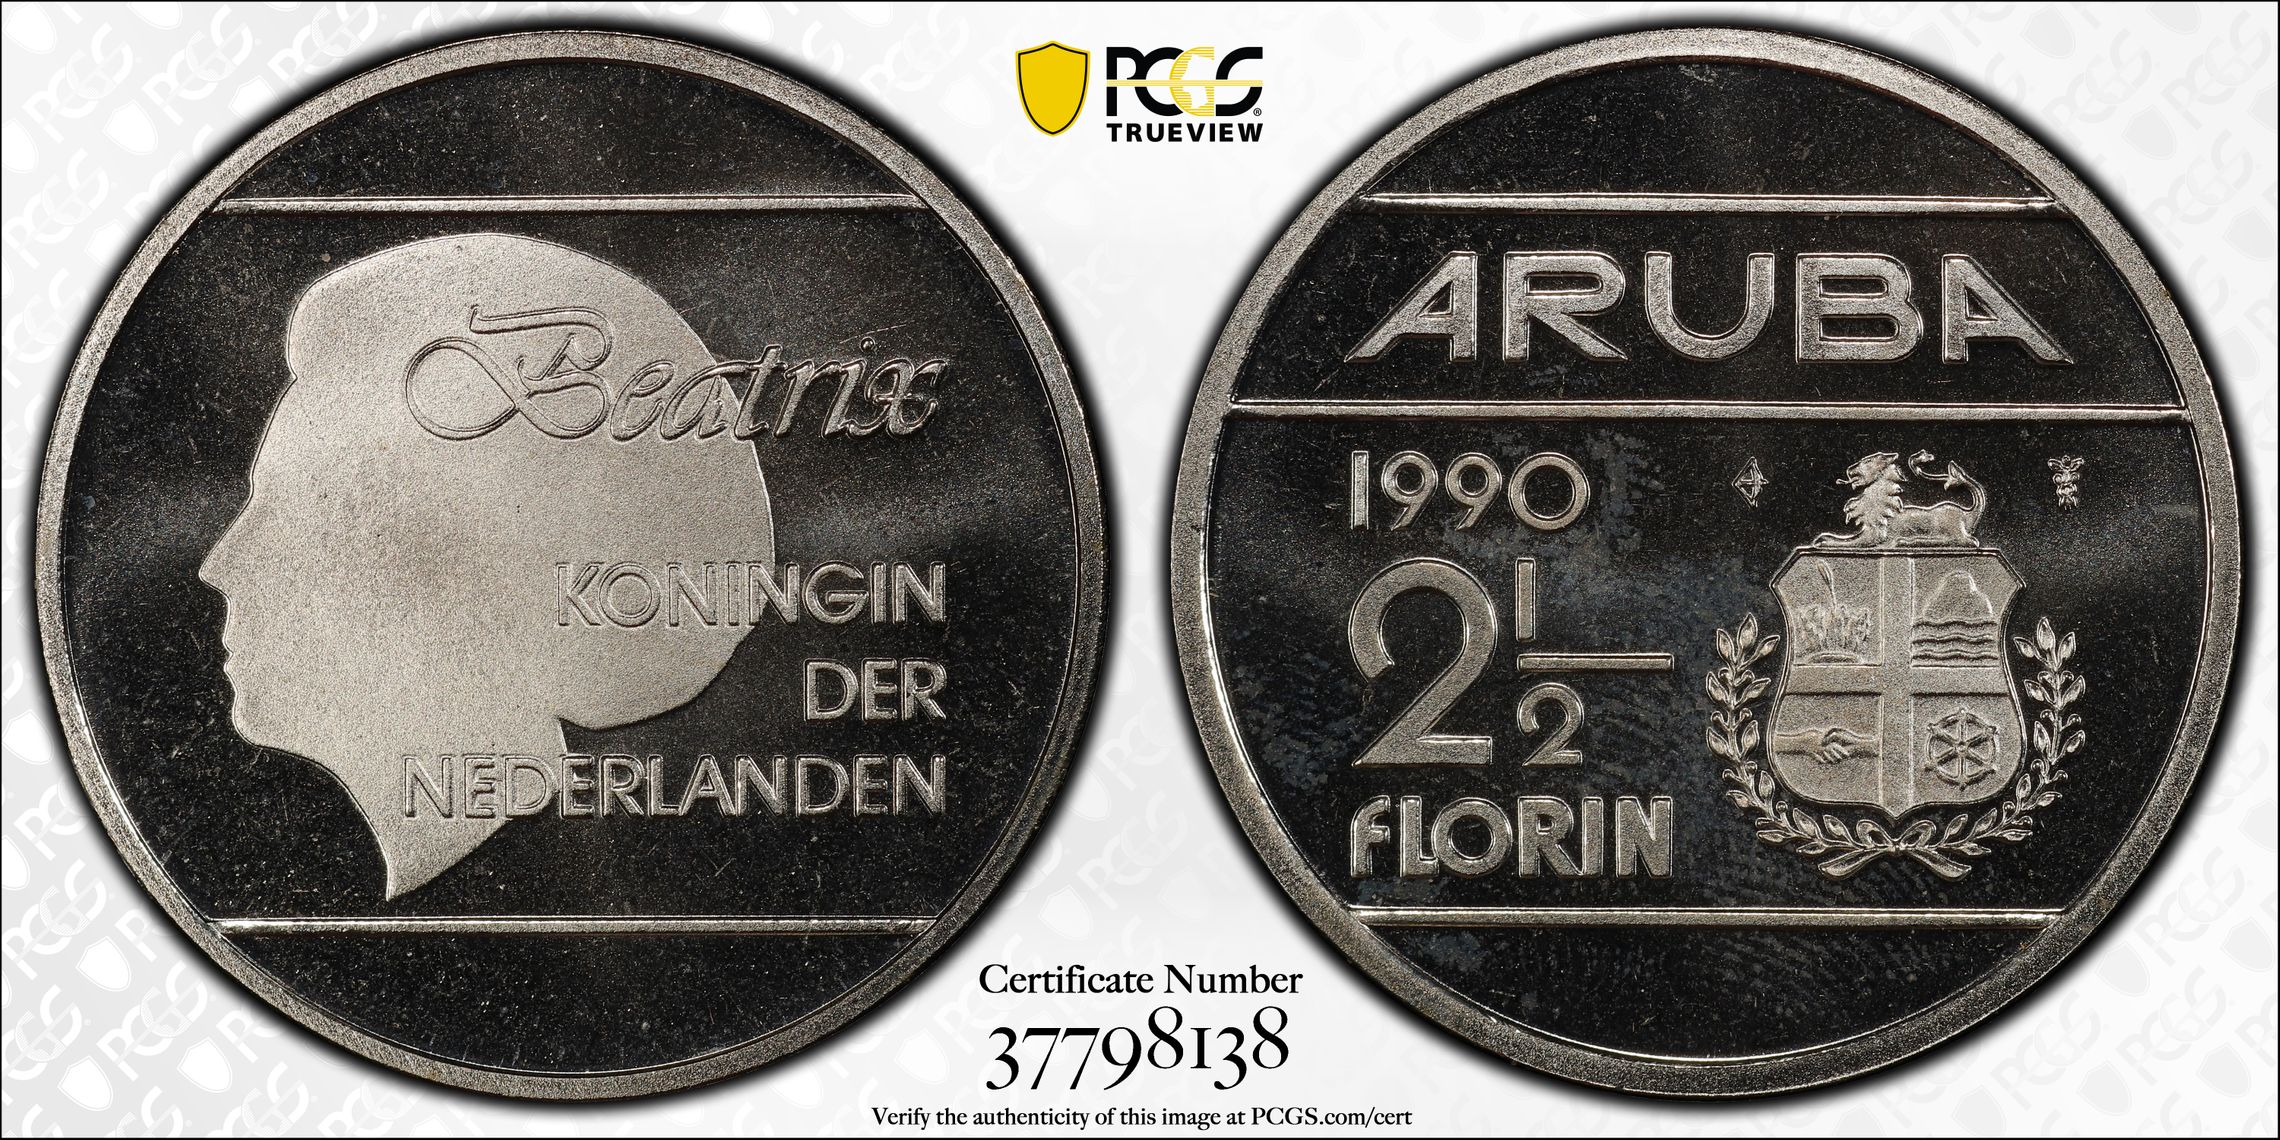 PCGS
TRUEVIEW
Beatrix
KONINGIN
DER
NEDERLANDEN
ARUBA
1990
2 1/2
FLORIN
Certificate Number
37798138
Verify the authenticity of this image at PCGS.com/cert